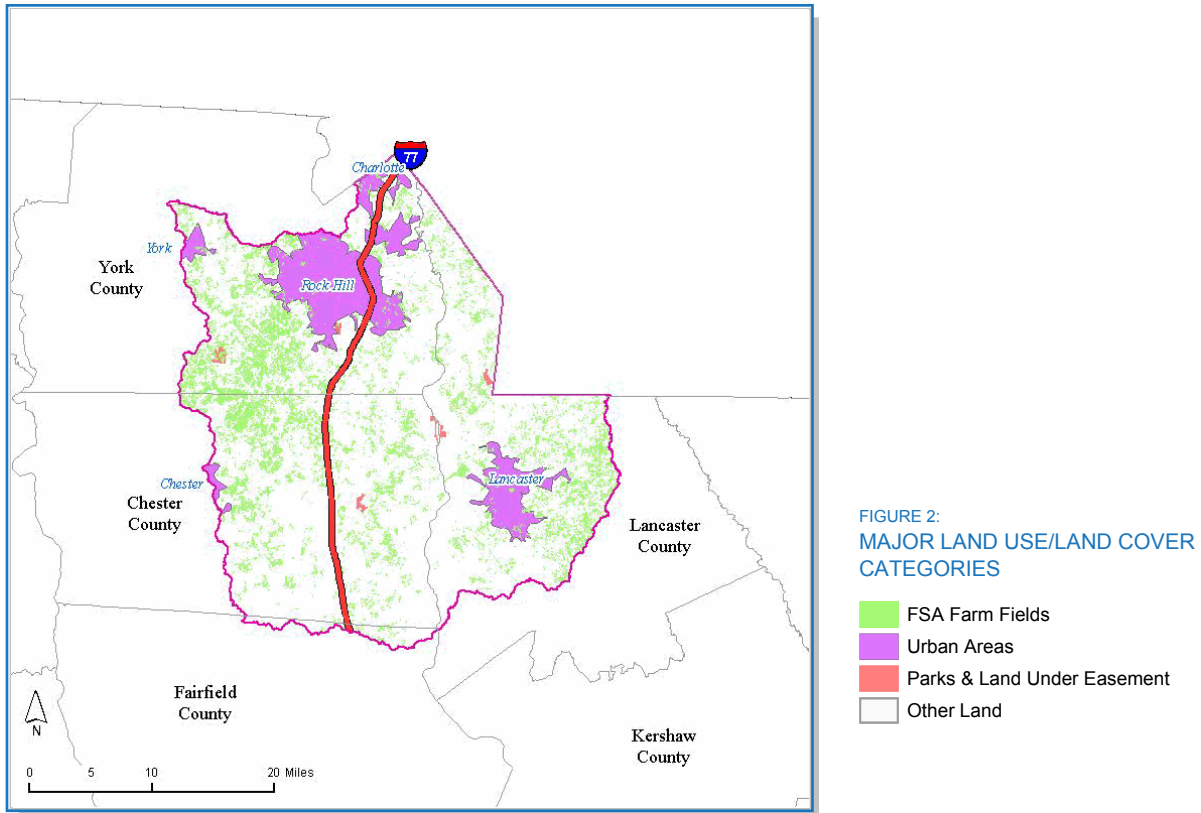 77
Charlotte
York
York
County
Rock Hill
Chester
Chester
County
Lancaster
Lancaster
County
Fairfield
County
Kershaw
County
N
0 5 10 20 Miles
FIGURE 2:
MAJOR LAND USE/LAND COVER
CATEGORIES
FSA Farm Fields
Urban Areas
Parks & Land Under Easement
Other Land